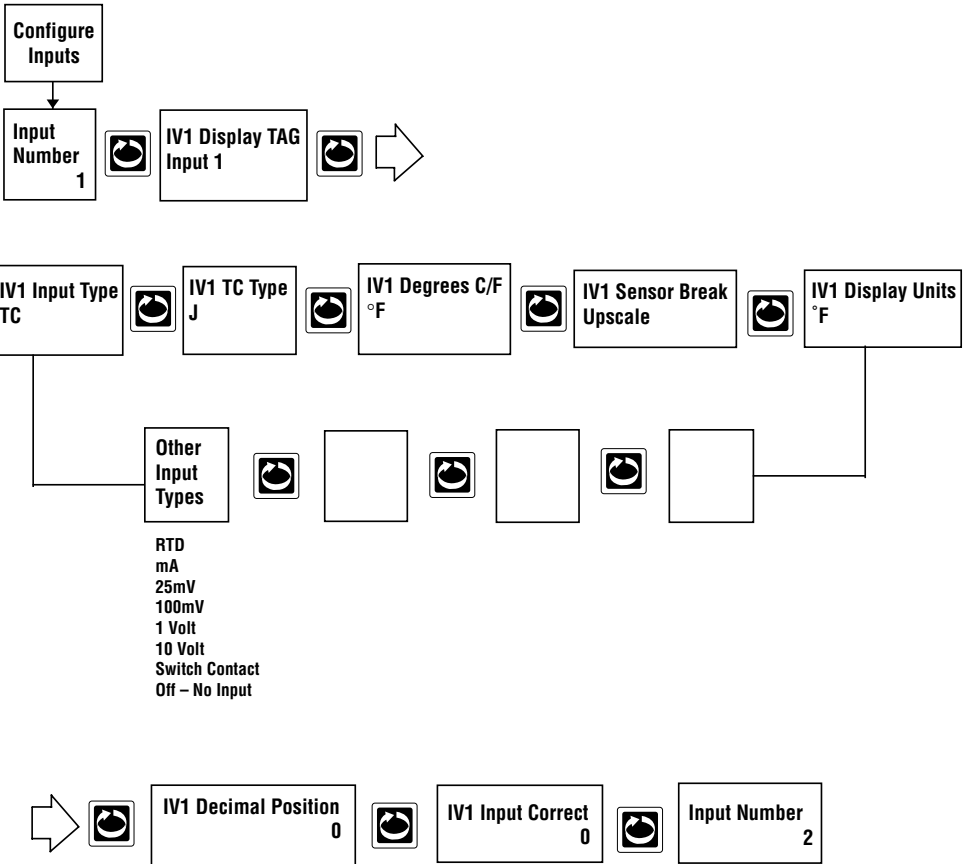 Configure
Inputs
Input
Number
1
IV1 Display TAG
Input 1
IV1 Input Type
TC
IV1 TC Type
J
IV1 Degrees C/F
°F
IV1 Sensor Break
Upscale
IV1 Display Units
°F
Other
Input
Types
RTD
mA
25mV
100mV
1 Volt
10 Volt
Switch Contact
Off – No Input
IV1 Decimal Position
0
IV1 Input Correct
0
Input Number
2